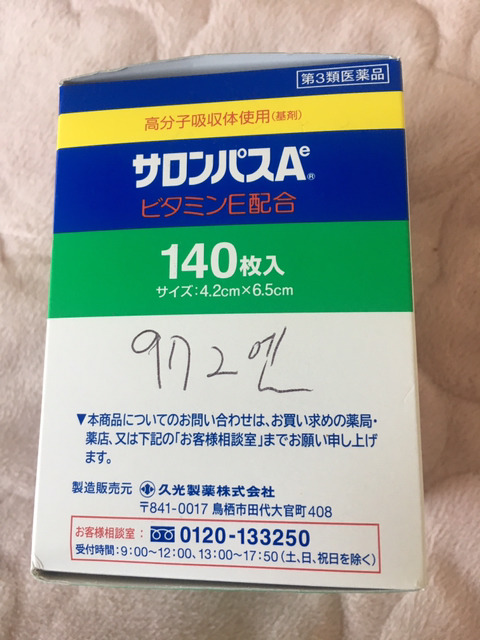 第3類医薬品
高分子吸収体使用(基剤)
サロンパスAe®
ビタミンE配合
140枚入
サイズ:4.2cm×6.5cm
972엔
▼本商品についてのお問い合わせは、お買い求めの薬局・
薬店、又は下記の「お客様相談室」までお願い申し上げ
ます。
製造販売元 久光製薬株式会社
〒841-0017 鳥栖市田代大官町408
お客様相談室: 0120-133250
受付時間:9:00〜12:00、13:00〜17:50(土、日、祝日を除く)